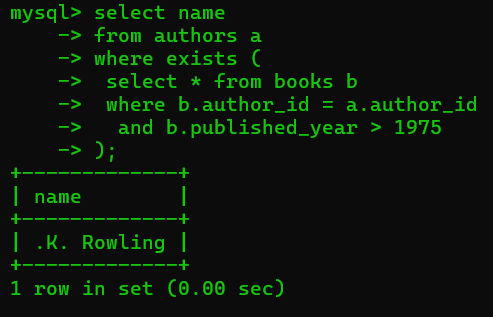 mysql> select name
    -> from authors a
    -> where exists (
    ->  select * from books b
    ->  where b.author_id = a.author_id
    ->   and b.published_year > 1975
    -> );
+-------------+
| name        |
+-------------+
| .K. Rowling |
+-------------+
1 row in set (0.00 sec)